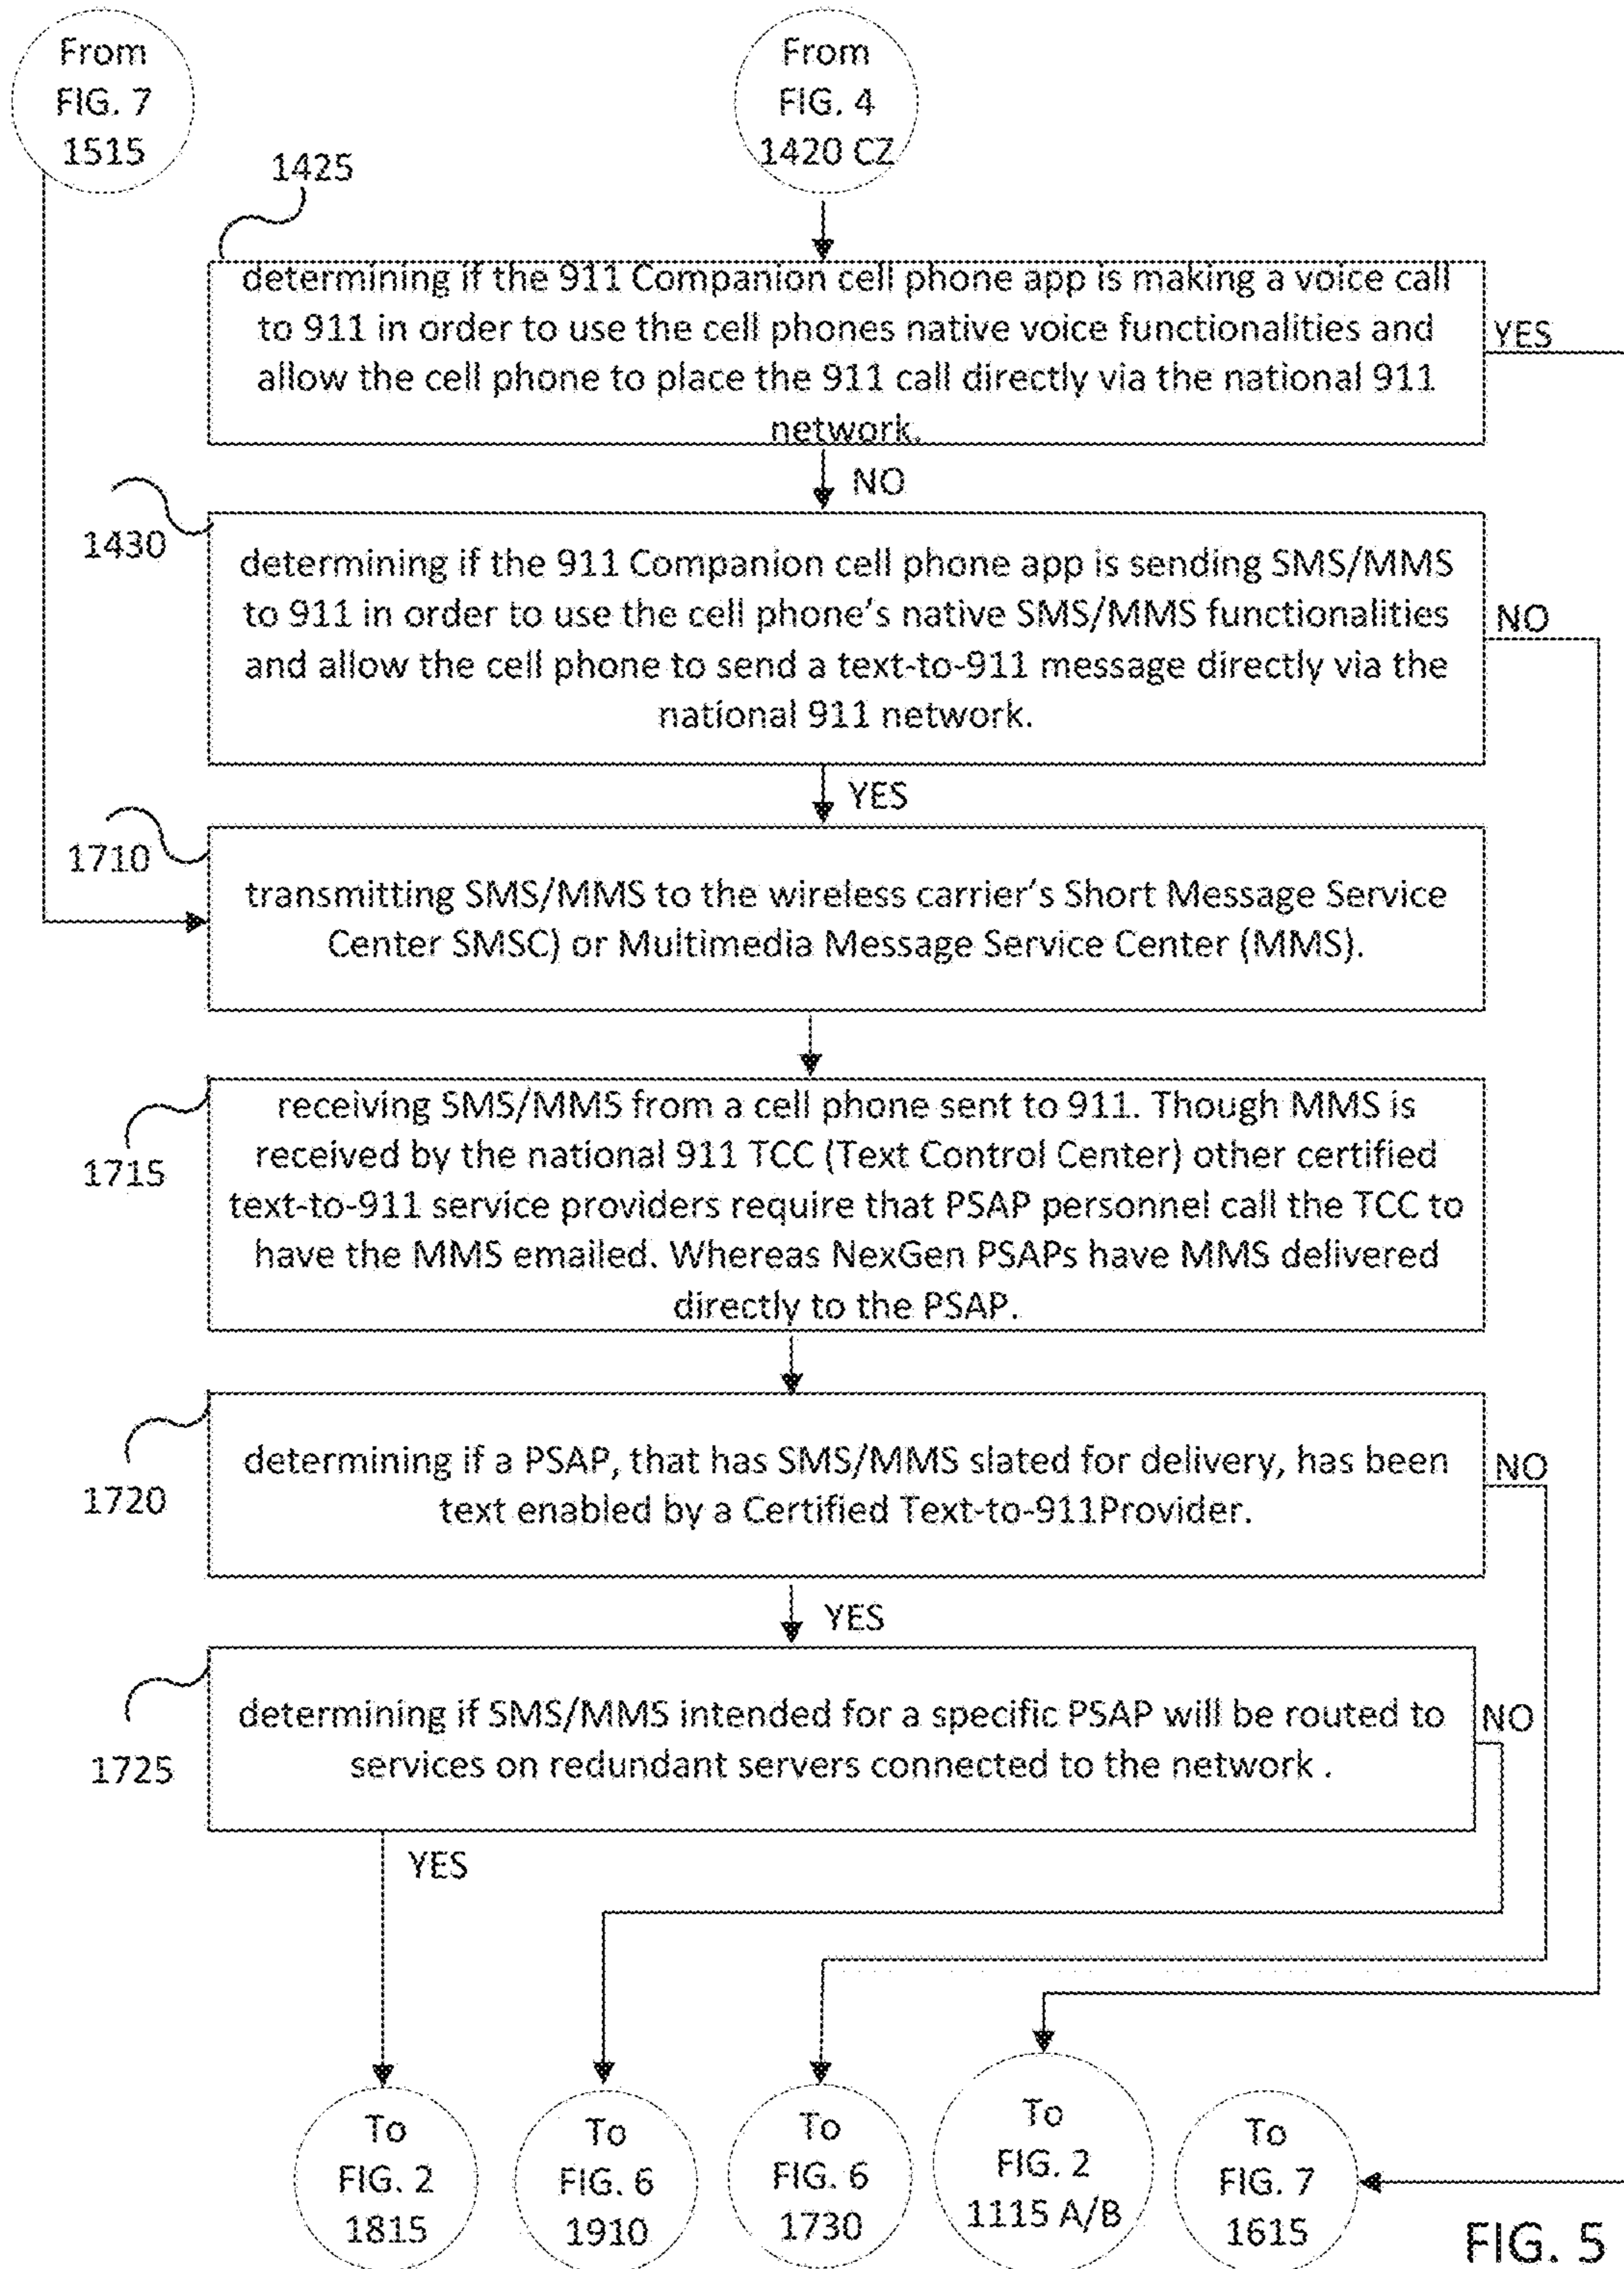 From
FIG. 7
1515
From
FIG. 4
1420 CZ
1425
determining if the 911 Companion cell phone app is making a voice call
to 911 in order to use the cell phones native voice functionalities and
allow the cell phone to place the 911 call directly via the national 911
network.
YES
NO
1430
determining if the 911 Companion cell phone app is sending SMS/MMS
to 911 in order to use the cell phone's native SMS/MMS functionalities
and allow the cell phone to send a text-to-911 message directly via the
national 911 network.
NO
YES
1710
transmitting SMS/MMS to the wireless carrier's Short Message Service
Center SMSC) or Multimedia Message Service Center (MMS).
1715
receiving SMS/MMS from a cell phone sent to 911. Though MMS is
received by the national 911 TCC (Text Control Center) other certified
text-to-911 service providers require that PSAP personnel call the TCC to
have the MMS emailed. Whereas NexGen PSAPs have MMS delivered
directly to the PSAP.
1720
determining if a PSAP, that has SMS/MMS slated for delivery, has been
text enabled by a Certified Text-to-911Provider.
NO
YES
1725
determining if SMS/MMS intended for a specific PSAP will be routed to
services on redundant servers connected to the network .
NO
YES
To
FIG. 2
1815
To
FIG. 6
1910
To
FIG. 6
1730
To
FIG. 2
1115 A/B
To
FIG. 7
1615
FIG. 5